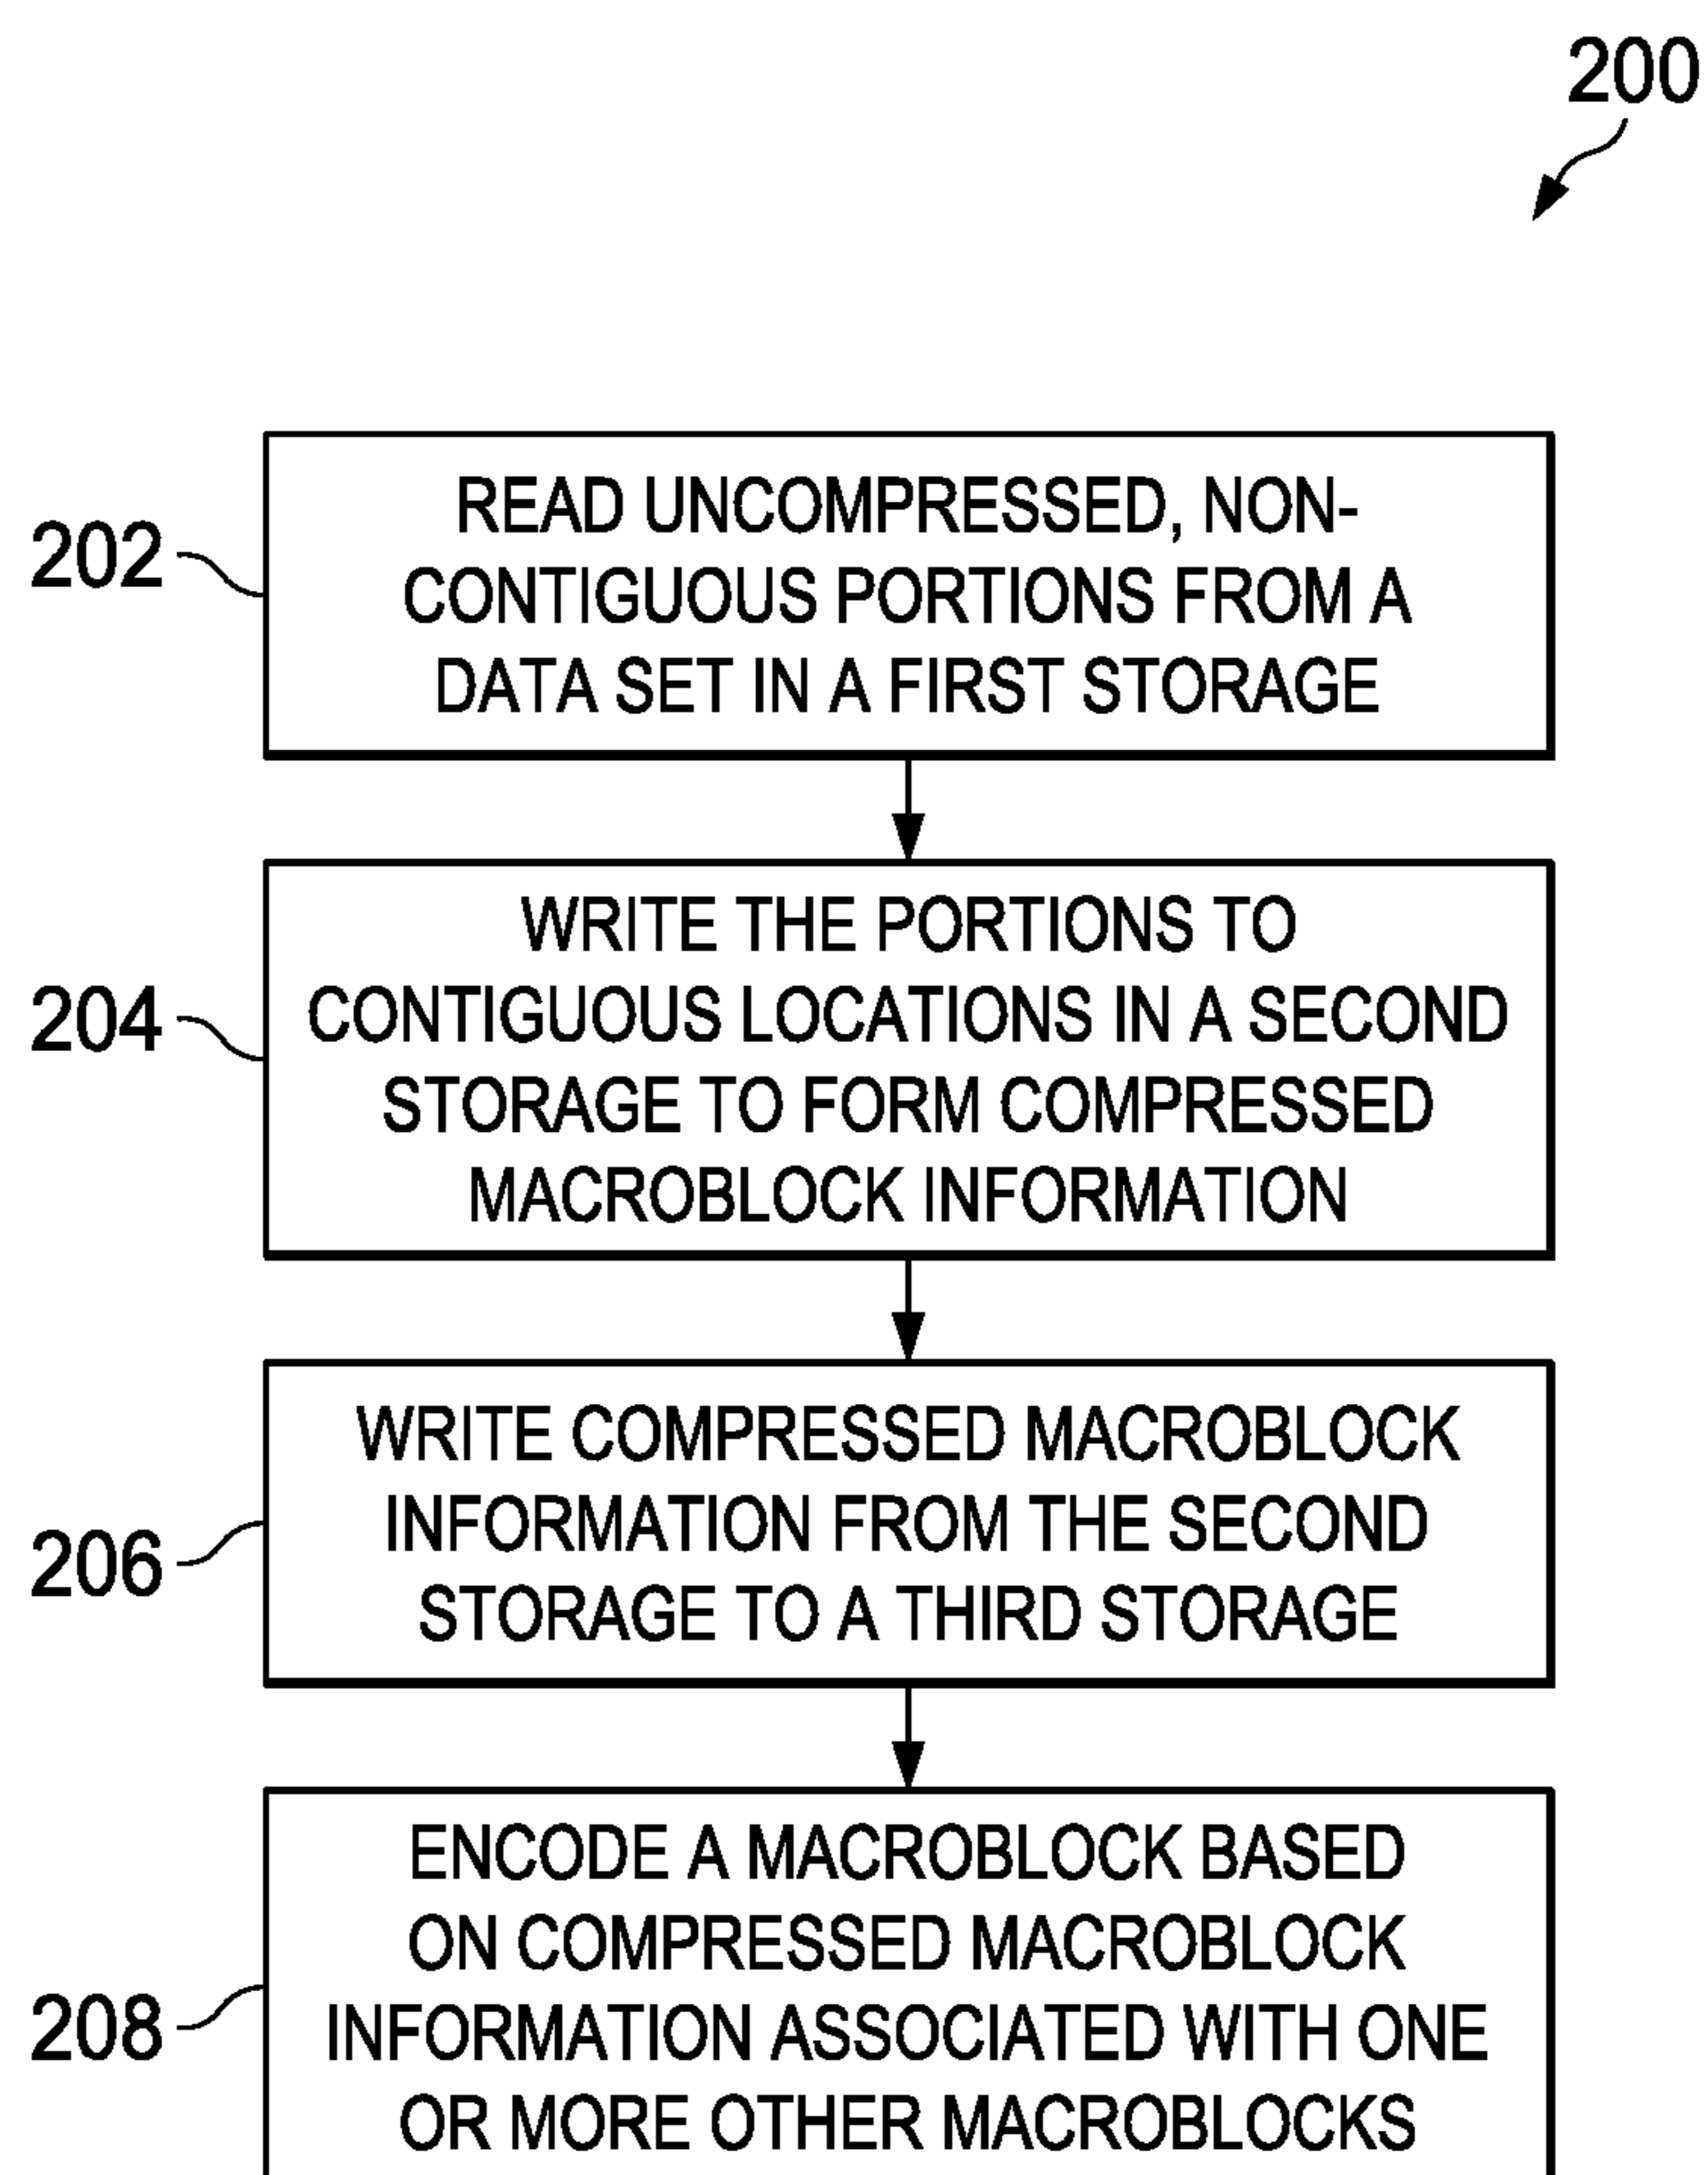 200
202
READ UNCOMPRESSED, NON-
CONTIGUOUS PORTIONS FROM A
DATA SET IN A FIRST STORAGE
204
WRITE THE PORTIONS TO
CONTIGUOUS LOCATIONS IN A SECOND
STORAGE TO FORM COMPRESSED
MACROBLOCK INFORMATION
206
WRITE COMPRESSED MACROBLOCK
INFORMATION FROM THE SECOND
STORAGE TO A THIRD STORAGE
208
ENCODE A MACROBLOCK BASED
ON COMPRESSED MACROBLOCK
INFORMATION ASSOCIATED WITH ONE
OR MORE OTHER MACROBLOCKS